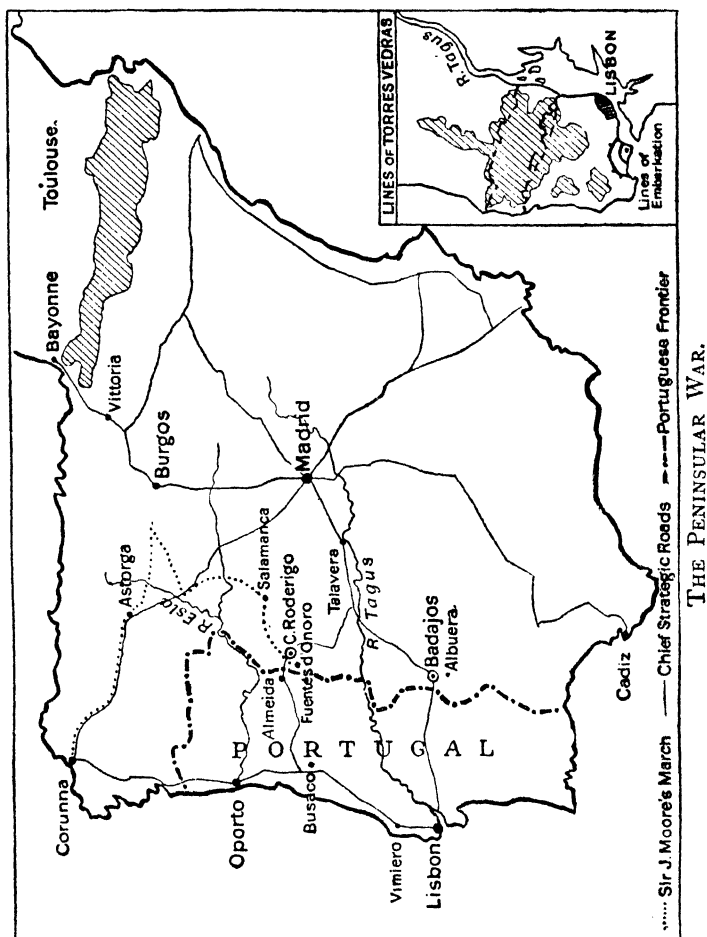 Toulouse.
Bayonne
Vittoria
Burgos
Astorga
Corunna
R Esla
Salamanca
Madrid
C. Roderigo
Almeida
Fuentes d'Onoro
Talavera
R. Tagus
Oporto
Busaco
PORTUGAL
Badajos
Albuera.
Vimiero
Lisbon
Cadiz
LINES OF TORRES VEDRAS
R. Tagus
LISBON
Lines of
Embarkation
Sir J. Moore's March
Chief Strategic Roads
Portuguese Frontier
THE PENINSULAR WAR.